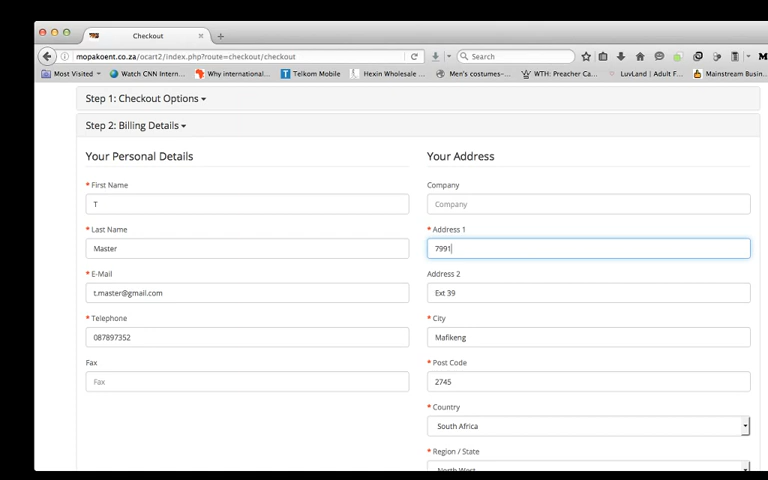 Checkout
mopakoent.co.za/ocart2/index.php?route=checkout/checkout
Search
Most Visited
Watch CNN Intern...
Why international...
Telkom Mobile
Hexin Wholesale ...
Men's costumes-...
WTH: Preacher Ca...
LuvLand | Adult F...
Mainstream Busin...
Step 1: Checkout Options
Step 2: Billing Details
Your Personal Details
* First Name
T
* Last Name
Master
* E-Mail
t.master@gmail.com
* Telephone
087897352
Fax
Fax
Your Address
Company
Company
* Address 1
7991
Address 2
Ext 39
* City
Mafikeng
* Post Code
2745
* Country
South Africa
* Region / State
North West